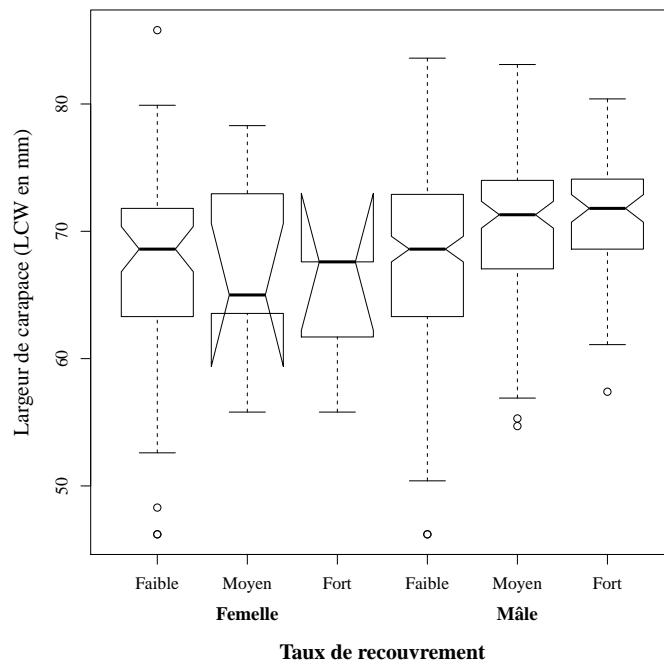 Largeur de carapace (LCW en mm)
80
70
60
50
Faible Moyen Fort Faible Moyen Fort
Femelle Mâle
Taux de recouvrement